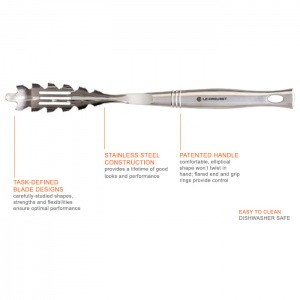 LE CREUSET
STAINLESS STEEL
CONSTRUCTION
provides a lifetime of good
looks and performance
PATENTED HANDLE
comfortable, elliptical
shape won't twist in
hand; flared end and grip
rings provide control
TASK-DEFINED
BLADE DESIGNS
carefully-studied shapes,
strengths and flexibilities
ensure optimal performance
EASY TO CLEAN
DISHWASHER SAFE